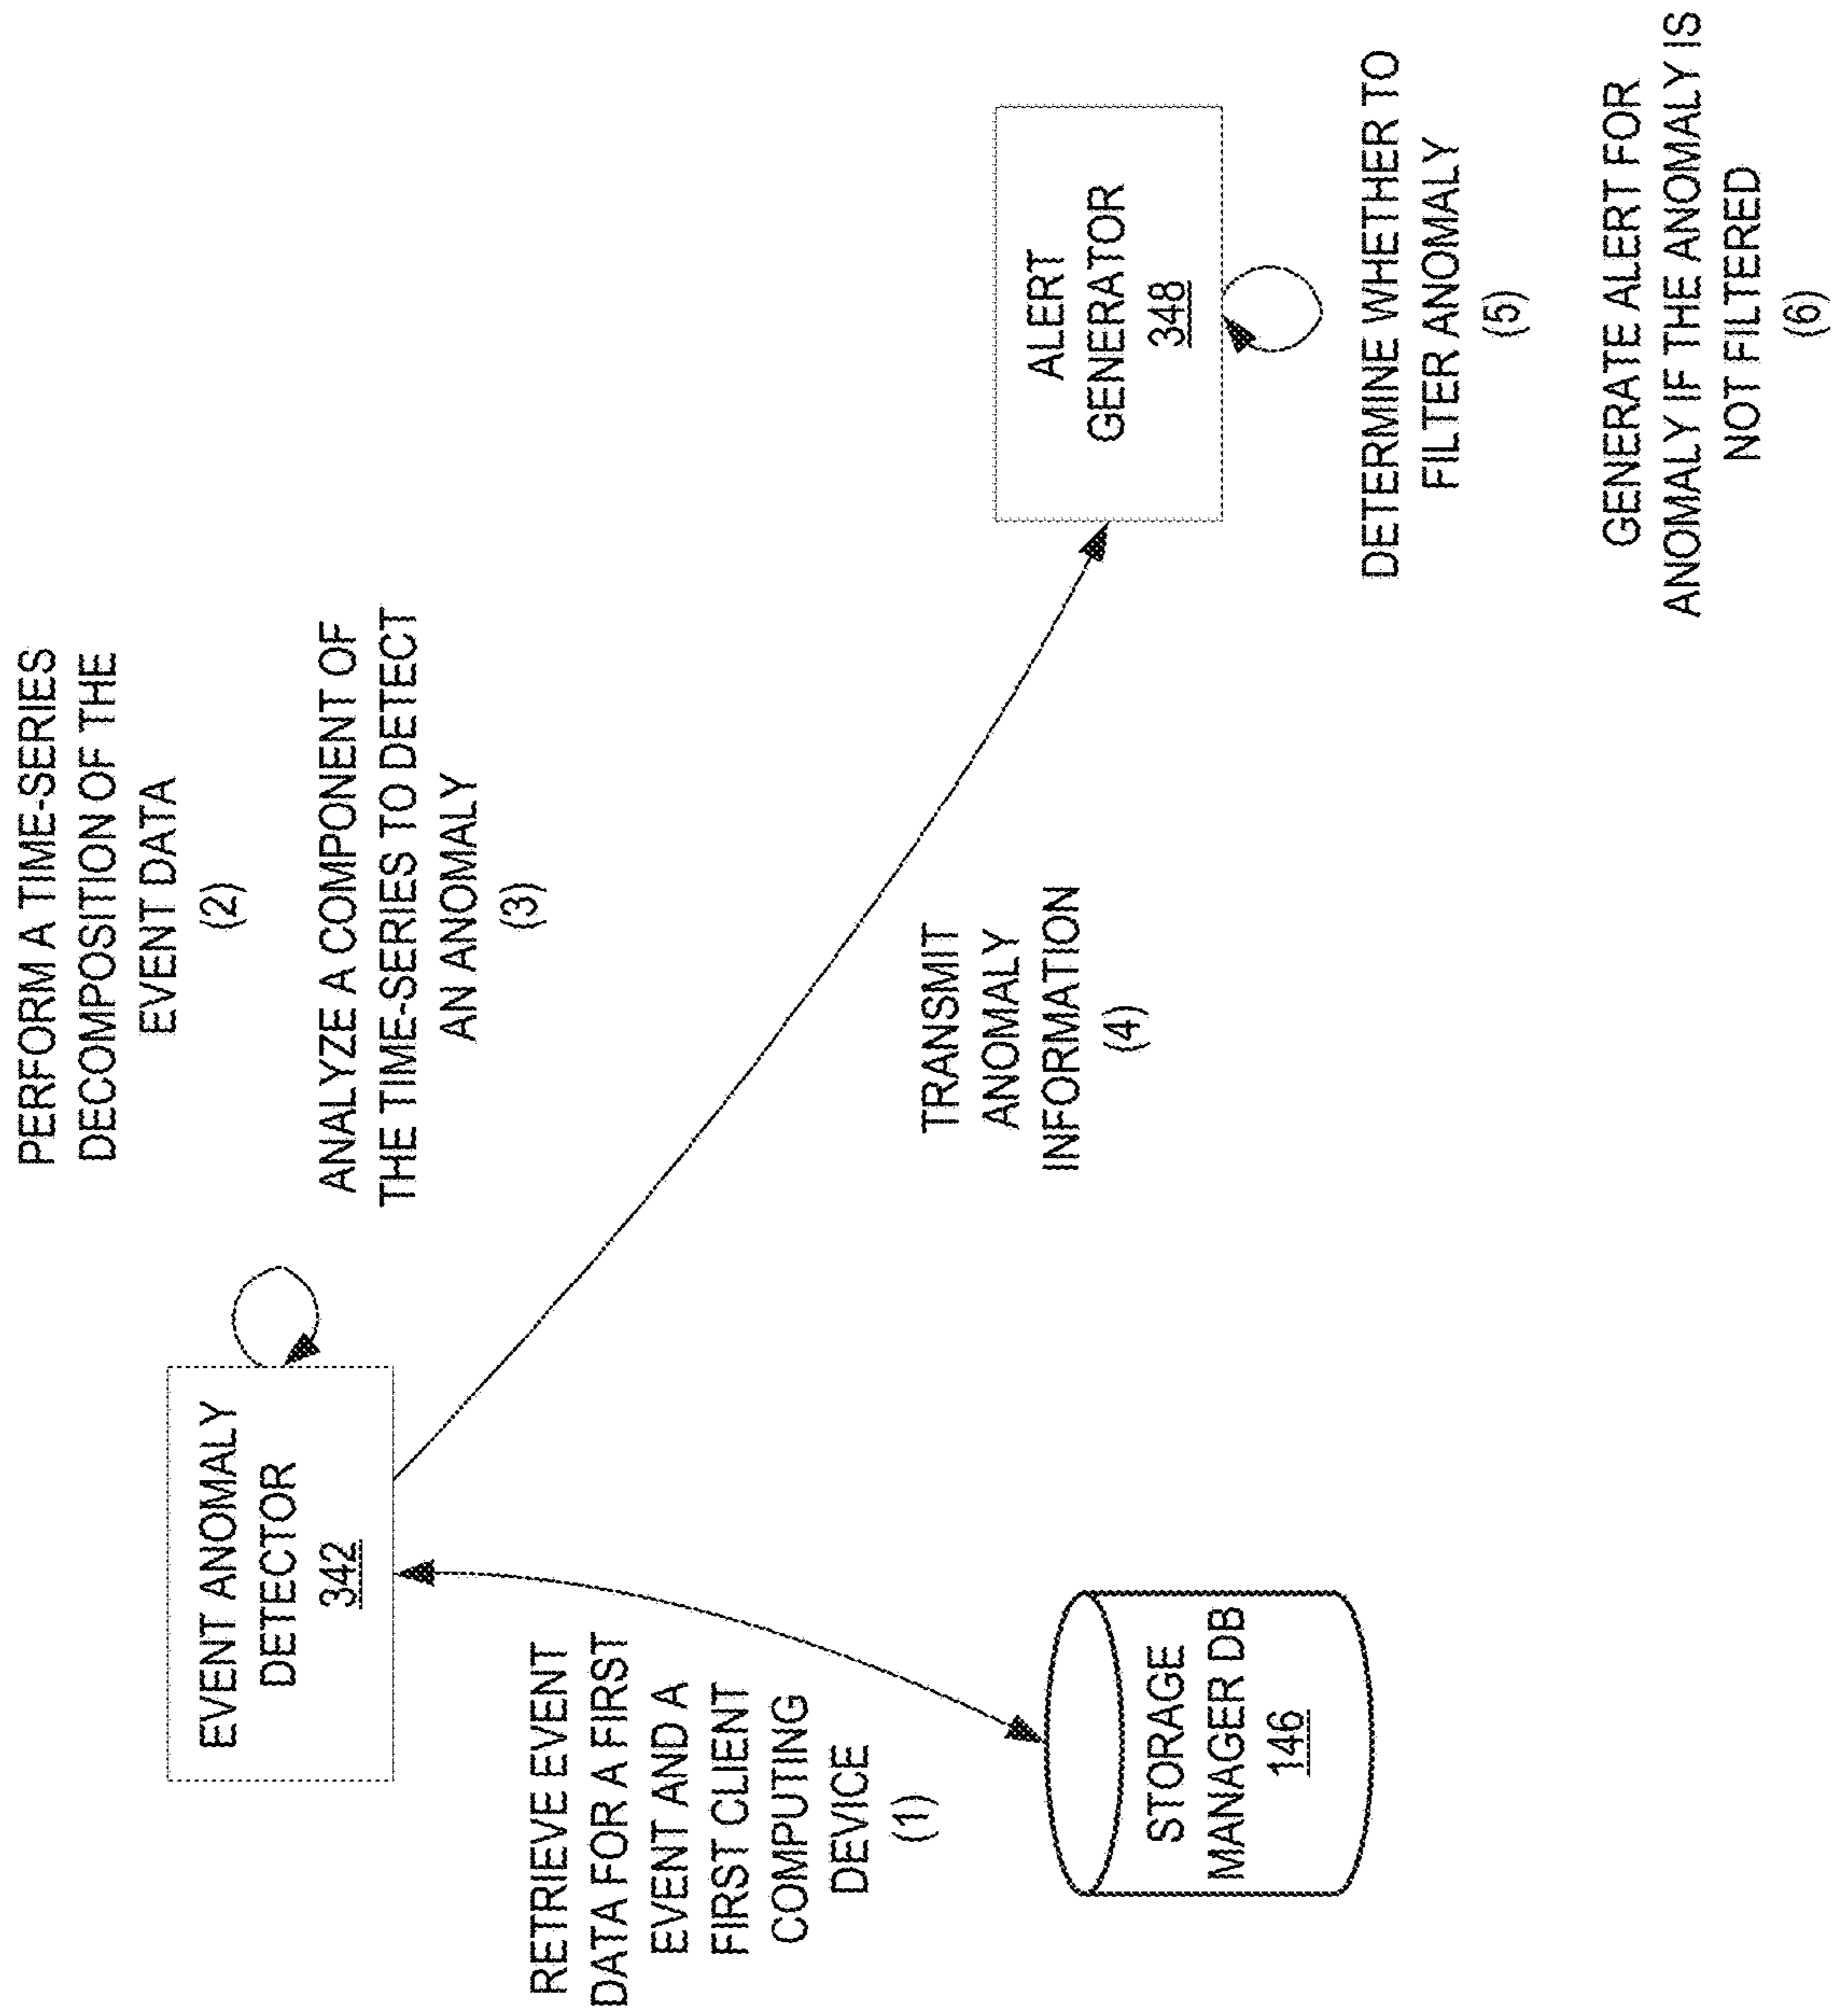 PERFORM A TIME-SERIES
DECOMPOSITION OF THE
EVENT DATA
(2)
ANALYZE A COMPONENT OF
THE TIME-SERIES TO DETECT
AN ANOMALY
(3)
EVENT ANOMALY
DETECTOR
342
RETRIEVE EVENT
DATA FOR A FIRST
EVENT AND A
FIRST CLIENT
COMPUTING
DEVICE
(1)
STORAGE
MANAGER DB
146
TRANSMIT
ANOMALY
INFORMATION
(4)
ALERT
GENERATOR
348
DETERMINE WHETHER TO
FILTER ANOMALY
(5)
GENERATE ALERT FOR
ANOMALY IF THE ANOMALY IS
NOT FILTERED
(6)